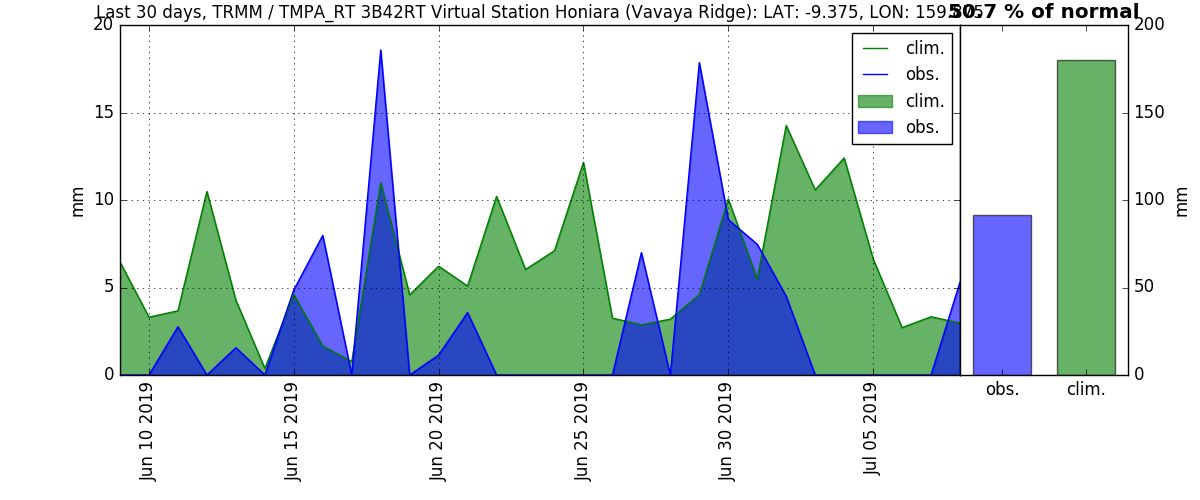 Last 30 days, TRMM / TMPA_RT 3B42RT Virtual Station Honiara (Vavaya Ridge): LAT: -9.375, LON: 159
50.7 % of normal
20
15
10
5
0
mm
clim.
obs.
clim.
obs.
200
150
100
50
0
mm
obs.
clim.
Jun 10 2019
Jun 15 2019
Jun 20 2019
Jun 25 2019
Jun 30 2019
Jul 05 2019